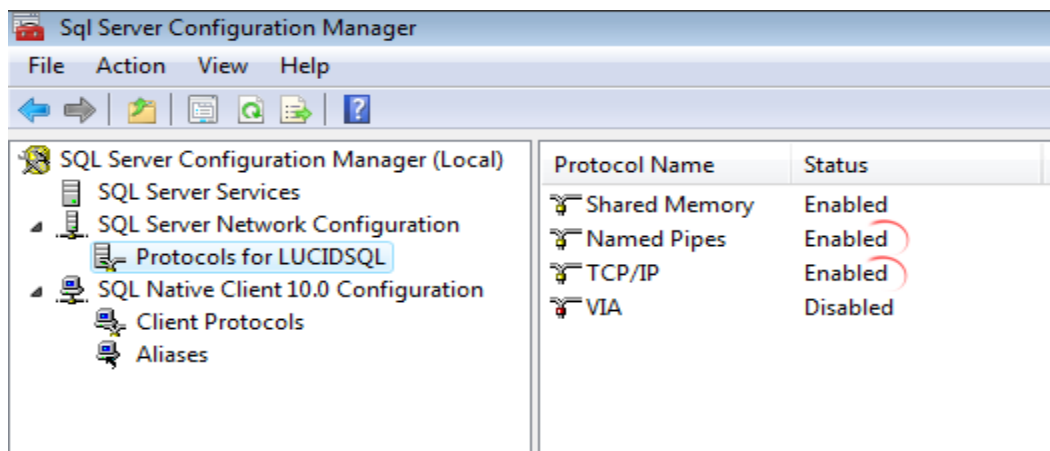 Sql Server Configuration Manager
File Action View Help
SQL Server Configuration Manager (Local)
SQL Server Services
SQL Server Network Configuration
Protocols for LUCIDSQL
SQL Native Client 10.0 Configuration
Client Protocols
Aliases
Protocol Name Status
Shared Memory Enabled
Named Pipes Enabled
TCP/IP Enabled
VIA Disabled